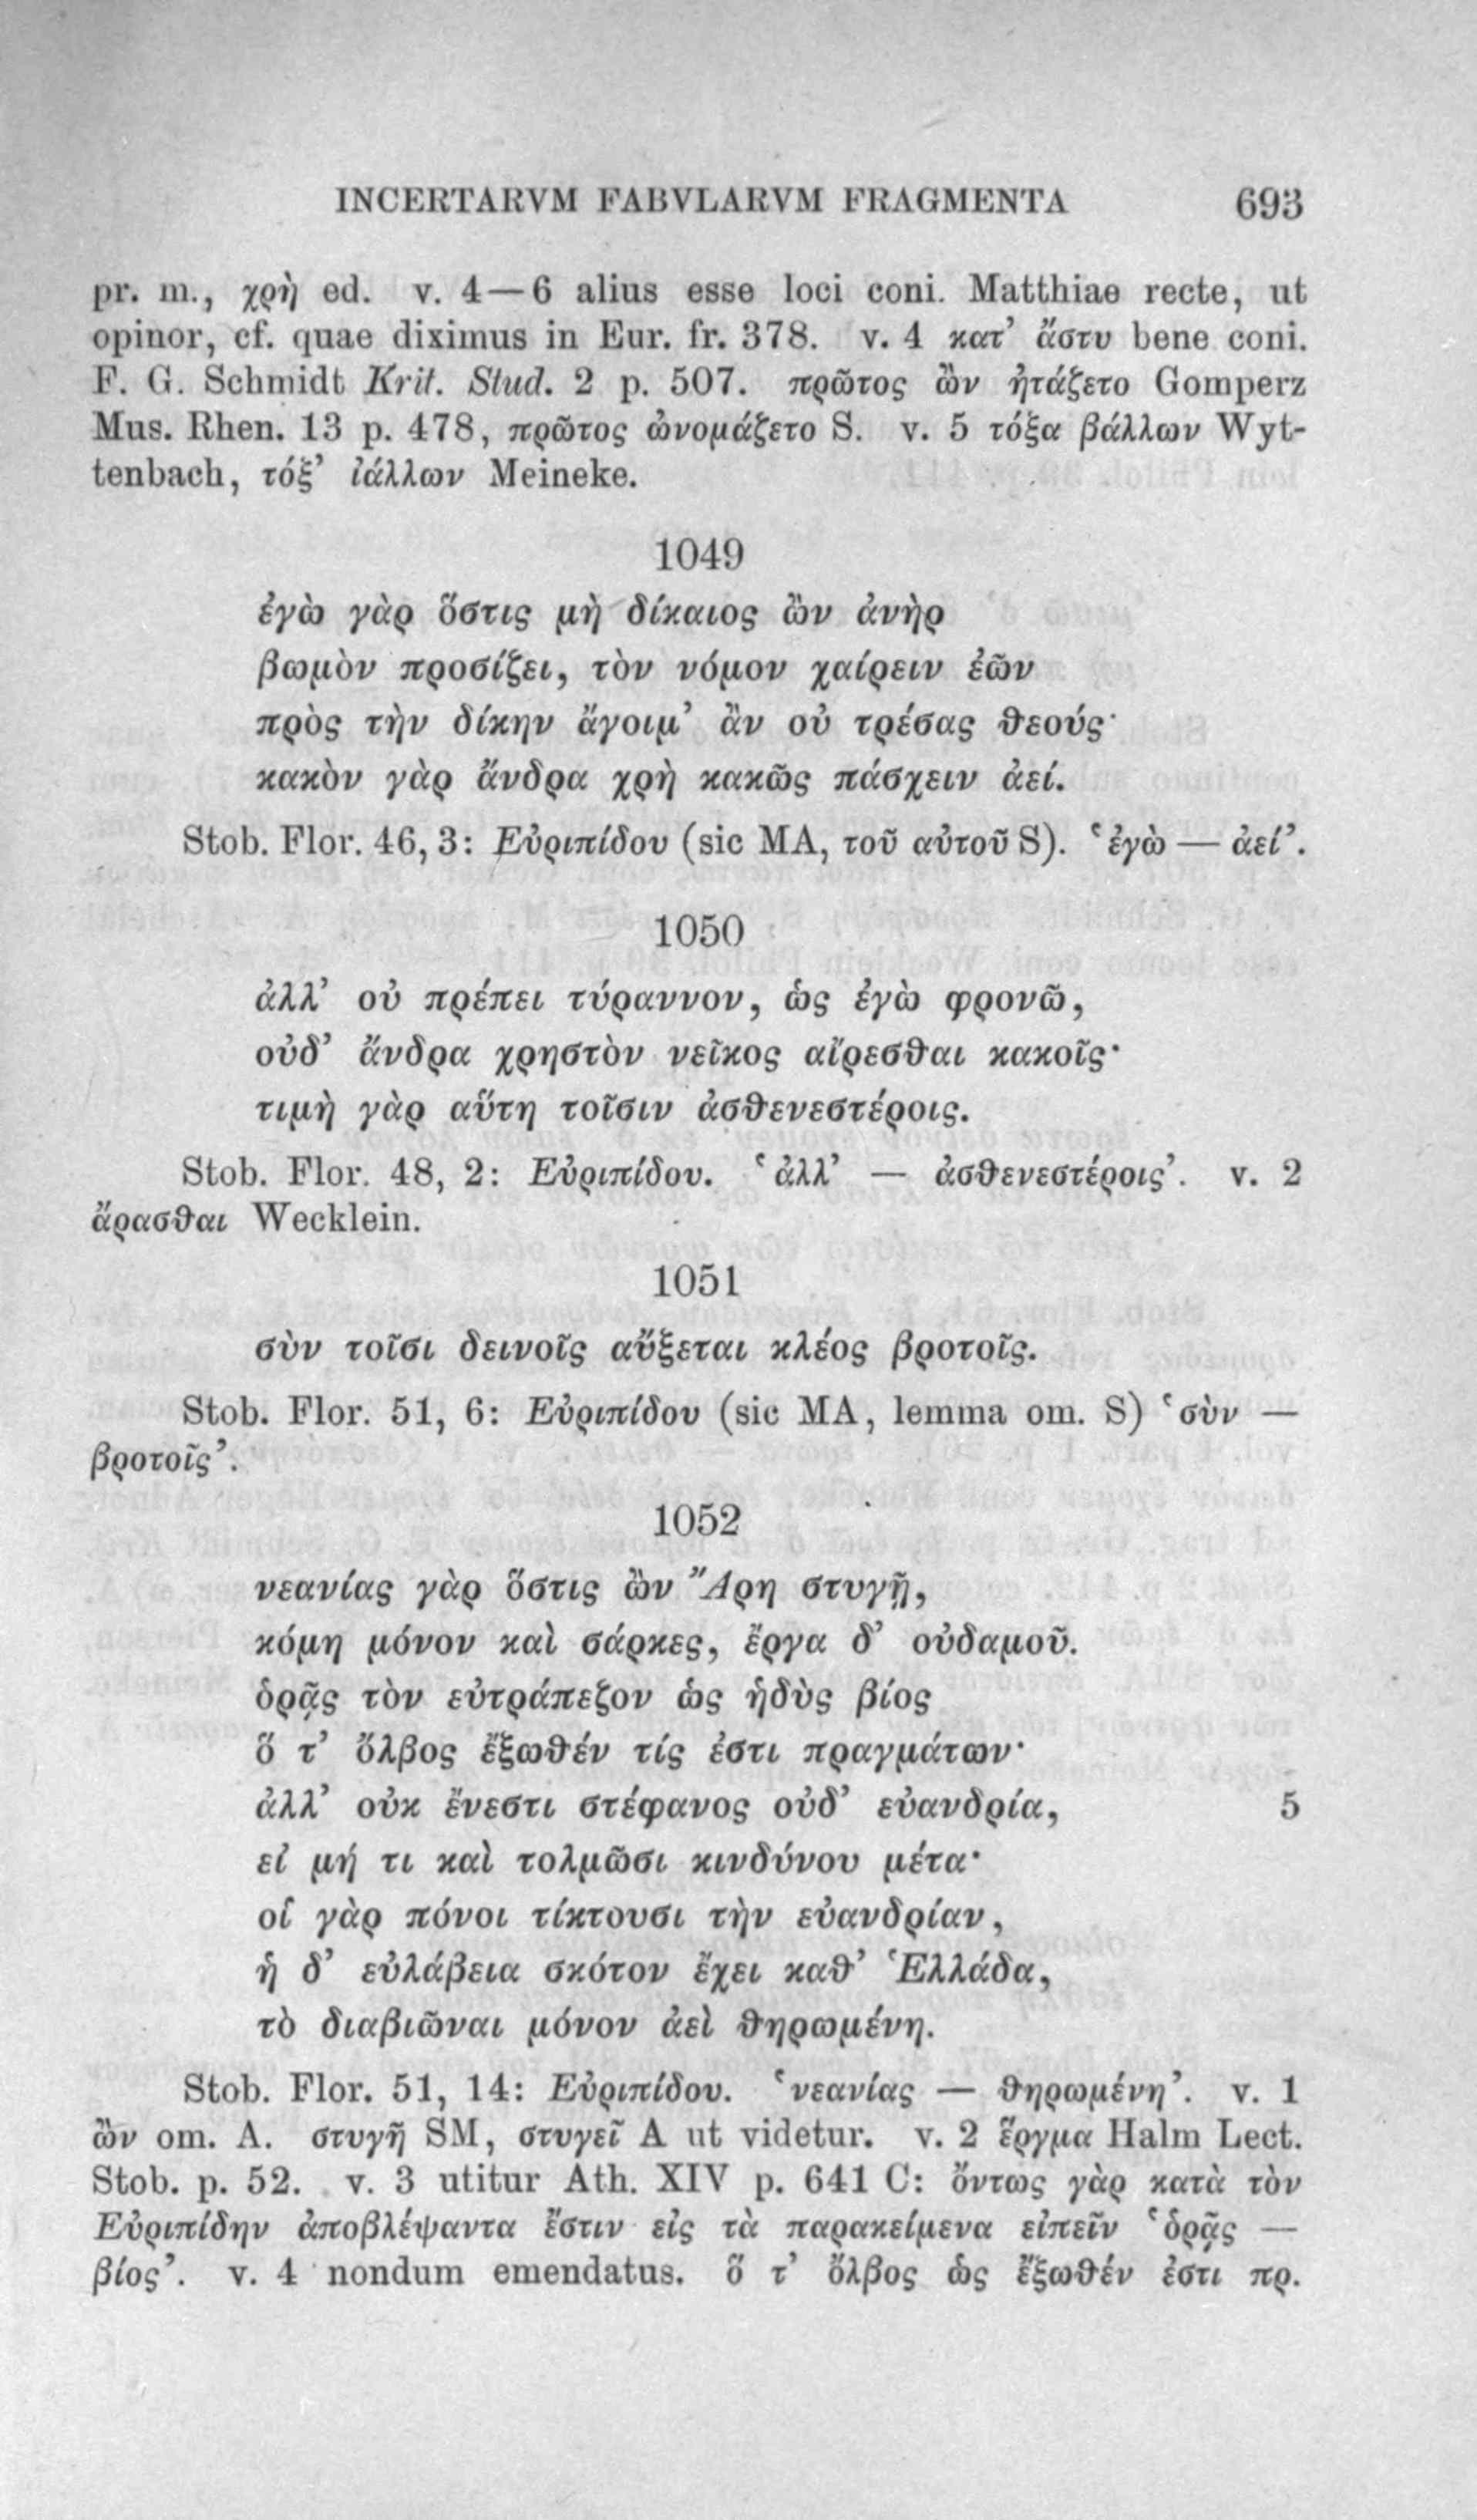 INCERTARVM FABVLARVM FRAGMENTA 693
pr. m., χρὴ ed. v. 4—6 alius esse loci coni. Matthiae recte, ut
opinor, cf. quae diximus in Eur. fr. 378. v. 4 κατ’ ἄστυ bene coni.
F. G. Schmidt Krit. Stud. 2 p. 507. πρῶτος ὢν ἠτάζετο Gomperz
Mus. Rhen. 13 p. 478, πρῶτος ὠνομάζετο S. v. 5 τόξα βάλλων Wyt-
tenbach, τόξ’ ἰάλλων Meineke.
1049
ἐγὼ γὰρ ὅστις μὴ δίκαιος ὢν ἀνὴρ
βωμὸν προσίζει, τὸν νόμον χαίρειν ἐῶν
πρὸς τὴν δίκην ἄγοιμ’ ἂν οὐ τρέσας θεούς·
κακὸν γὰρ ἄνδρα χρὴ κακῶς πάσχειν ἀεί.
Stob. Flor. 46, 3: Εὐριπίδου (sic MA, τοῦ αὐτοῦ S). ‘ἐγὼ — ἀεί’.
1050
ἀλλ’ οὐ πρέπει τύραννον, ὡς ἐγὼ φρονῶ,
οὐδ’ ἄνδρα χρηστὸν νεῖκος αἴρεσθαι κακοῖς·
τιμὴ γὰρ αὕτη τοῖσιν ἀσθενεστέροις.
Stob. Flor. 48, 2: Εὐριπίδου. ‘ἀλλ’ — ἀσθενεστέροις’. v. 2
ἄρασθαι Wecklein.
1051
σὺν τοῖσι δεινοῖς αὔξεται κλέος βροτοῖς.
Stob. Flor. 51, 6: Εὐριπίδου (sic MA, lemma om. S) ‘σὺν —
βροτοῖς’.
1052
νεανίας γὰρ ὅστις ὢν Ἄρη στυγῇ,
κόμη μόνον καὶ σάρκες, ἔργα δ’ οὐδαμοῦ.
ὁρᾷς τὸν εὐτράπεζον ὡς ἡδὺς βίος
ὅ τ’ ὄλβος ἔξωθέν τίς ἐστι πραγμάτων·
ἀλλ’ οὐκ ἔνεστι στέφανος οὐδ’ εὐανδρία, 5
εἰ μή τι καὶ τολμῶσι κινδύνου μέτα·
οἱ γὰρ πόνοι τίκτουσι τὴν εὐανδρίαν,
ἡ δ’ εὐλάβεια σκότον ἔχει καθ’ Ἑλλάδα,
τὸ διαβιῶναι μόνον ἀεὶ θηρωμένη.
Stob. Flor. 51, 14: Εὐριπίδου. ‘νεανίας — θηρωμένη’. v. 1
ὢν om. A. στυγῇ SM, στυγεῖ A ut videtur. v. 2 ἕργμα Halm Lect.
Stob. p. 52. v. 3 utitur Ath. XIV p. 641 C: ὄντως γὰρ κατὰ τὸν
Εὐριπίδην ἀποβλέψαντα ἔστιν εἰς τὰ παρακείμενα εἰπεῖν ‘ὁρᾷς —
βίος’. v. 4 nondum emendatus. ὅ τ’ ὄλβος ὡς ἔξωθέν ἐστι πρ.